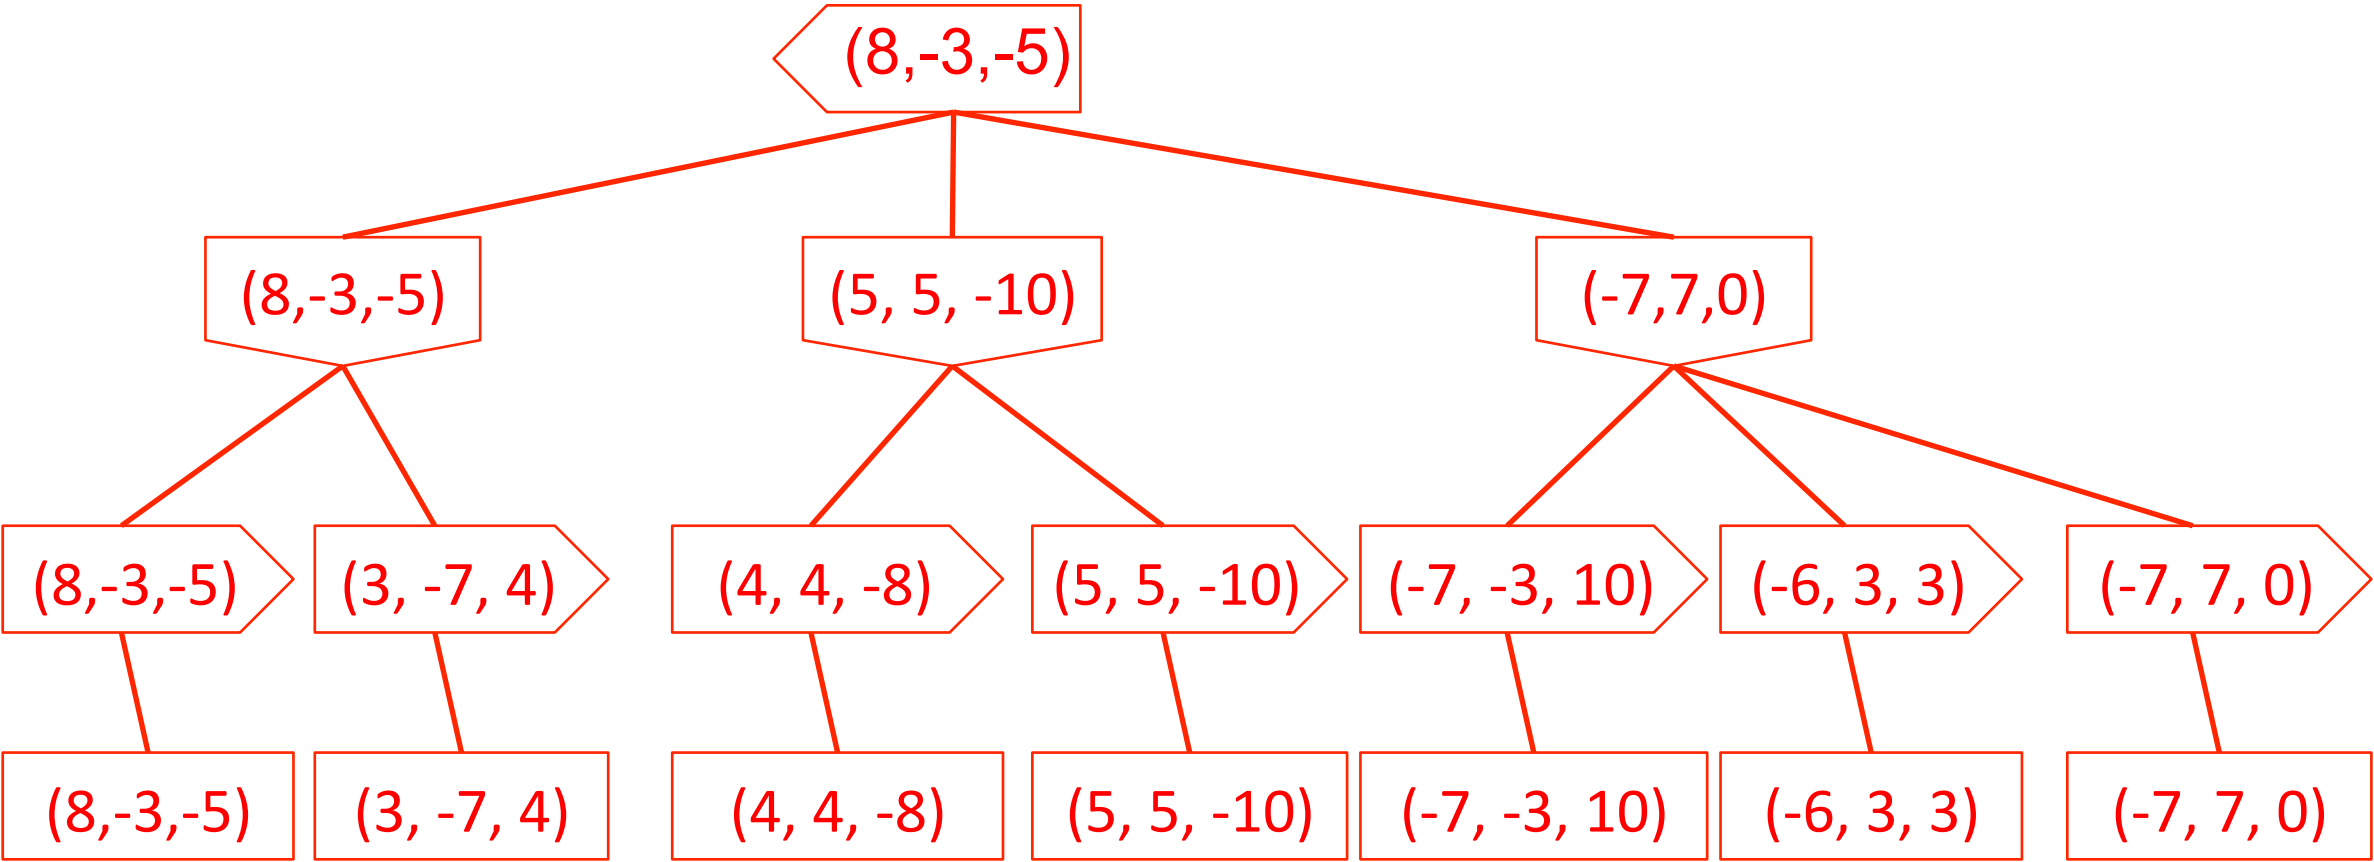 (8,-3,-5)
(8,-3,-5)
(5, 5, -10)
(-7,7,0)
(8,-3,-5)
(3, -7, 4)
(4, 4, -8)
(5, 5, -10)
(-7, -3, 10)
(-6, 3, 3)
(-7, 7, 0)
(8,-3,-5)
(3, -7, 4)
(4, 4, -8)
(5, 5, -10)
(-7, -3, 10)
(-6, 3, 3)
(-7, 7, 0)